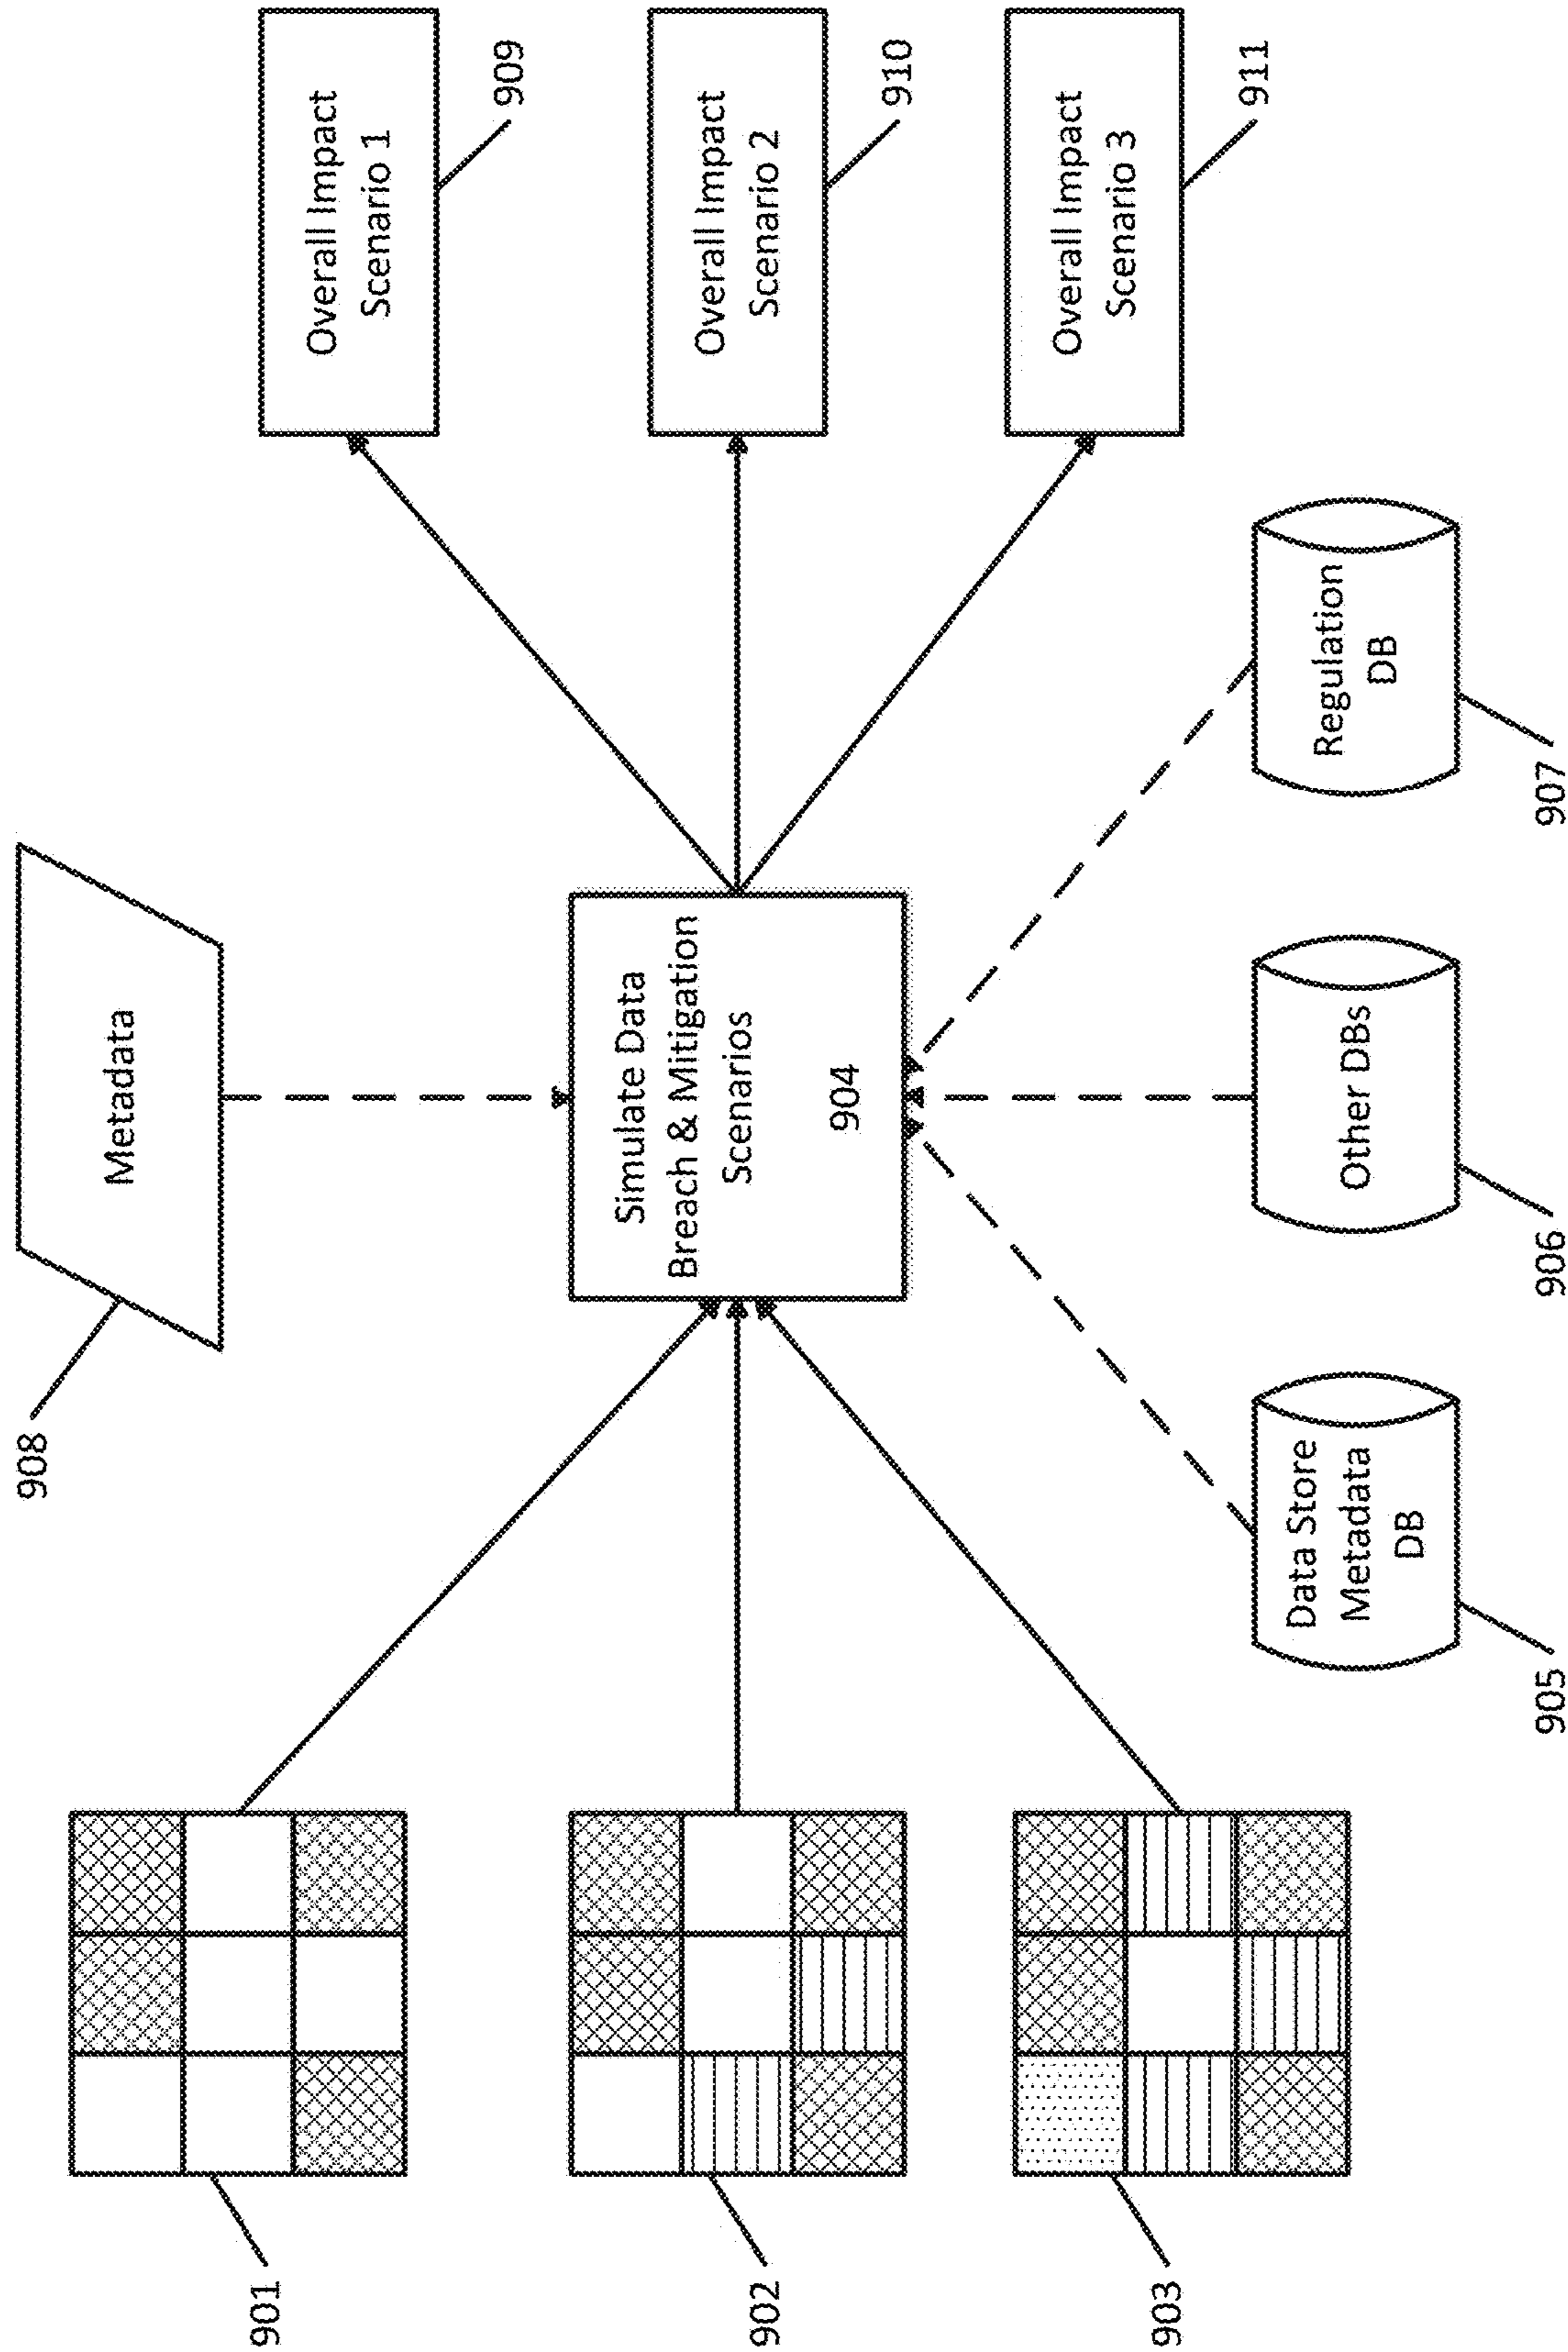 908
Metadata
901
902
903
Simulate Data
Breach & Mitigation
Scenarios
904
Overall Impact
Scenario 1
909
Overall Impact
Scenario 2
910
Overall Impact
Scenario 3
911
Data Store
Metadata
DB
905
Other DBs
906
Regulation
DB
907